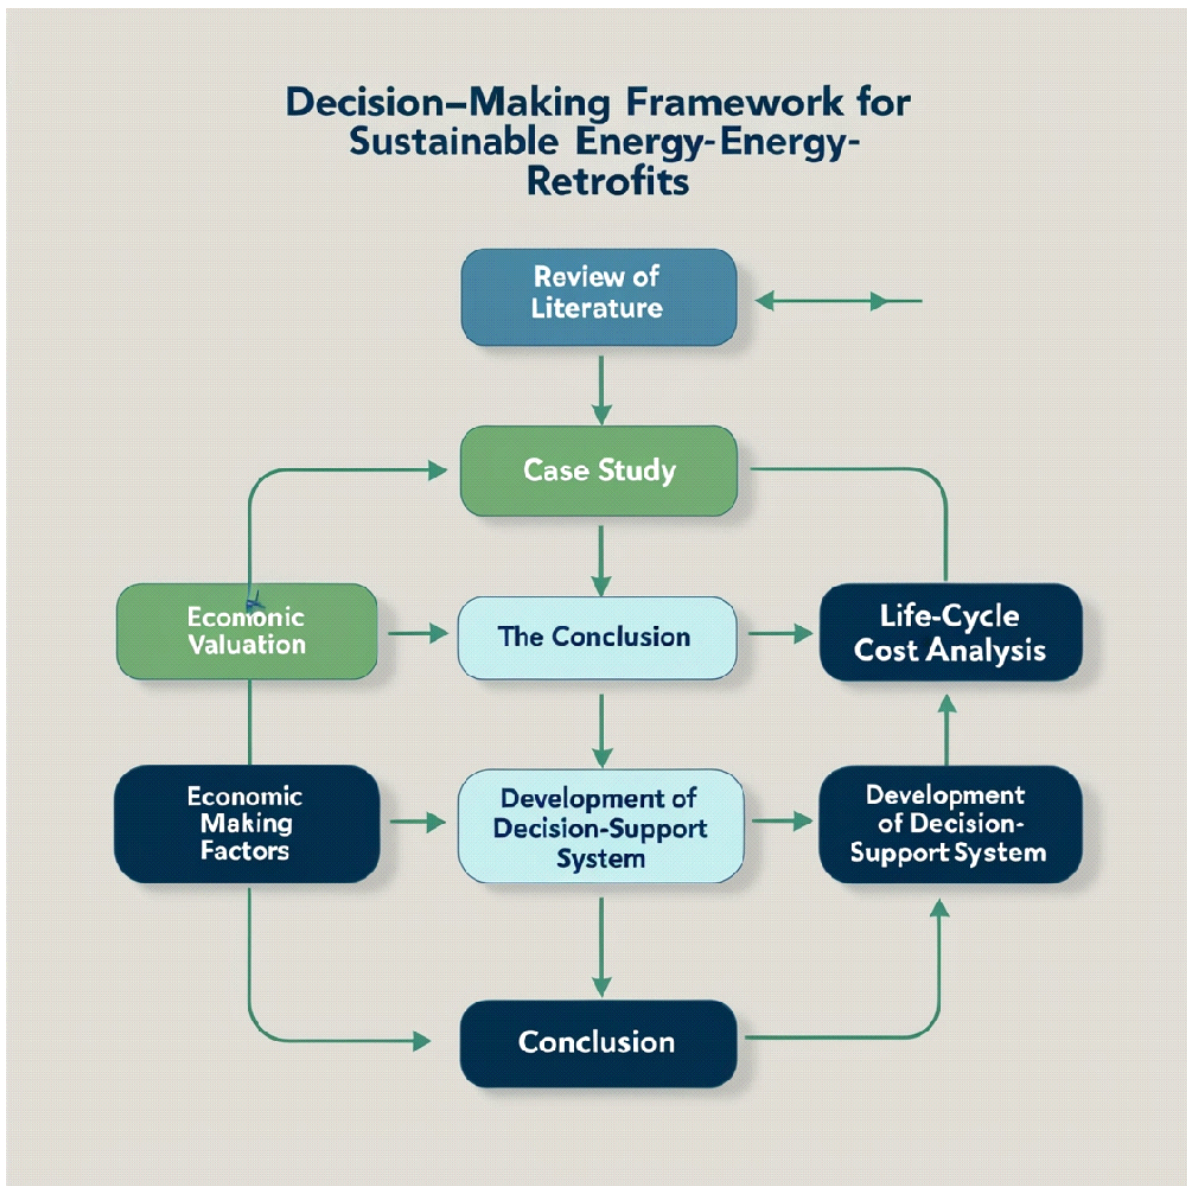 Decision–Making Framework for
Sustainable Energy-Energy-
Retrofits
Review of
Literature
Case Study
Economic
Valuation
The Conclusion
Life-Cycle
Cost Analysis
Economic
Making
Factors
Development of
Decision-Support
System
Development
of Decision-
Support System
Conclusion